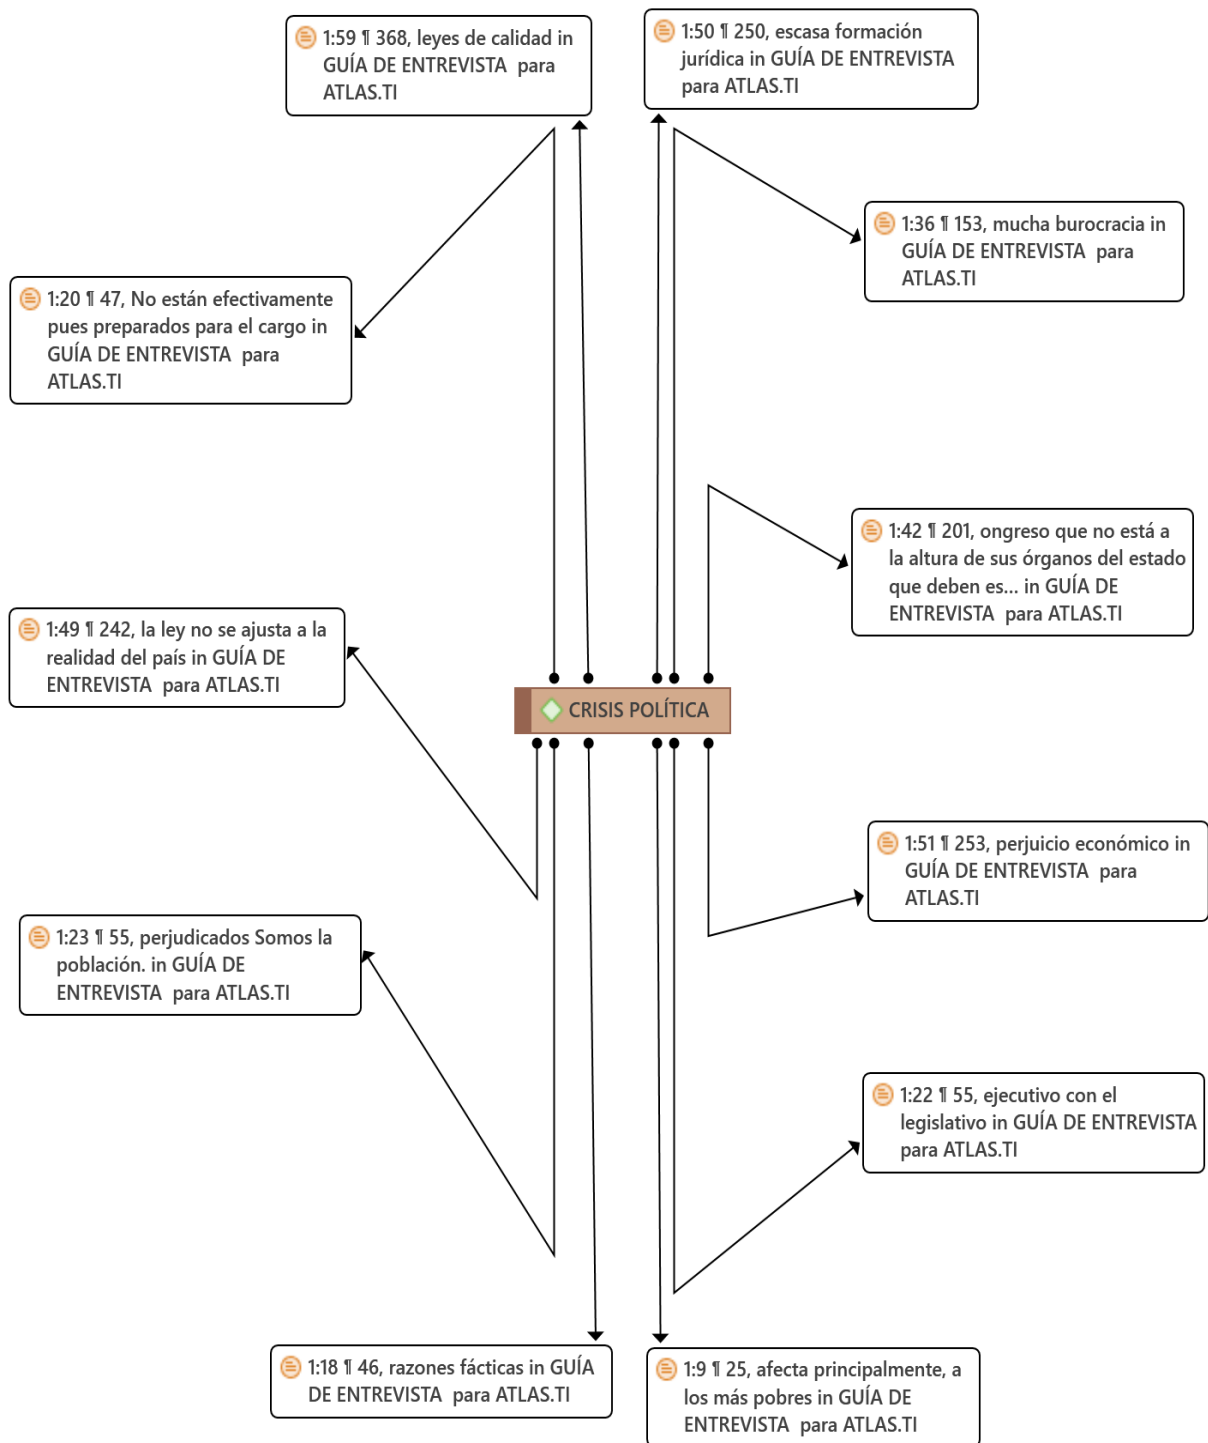 1:59 ¶ 368, leyes de calidad in
GUÍA DE ENTREVISTA para
ATLAS.TI
1:50 ¶ 250, escasa formación
jurídica in GUÍA DE ENTREVISTA
para ATLAS.TI
1:36 ¶ 153, mucha burocracia in
GUÍA DE ENTREVISTA para
ATLAS.TI
1:20 ¶ 47, No están efectivamente
pues preparados para el cargo in
GUÍA DE ENTREVISTA para
ATLAS.TI
1:42 ¶ 201, ongreso que no está a
la altura de sus órganos del estado
que deben es... in GUÍA DE
ENTREVISTA para ATLAS.TI
1:49 ¶ 242, la ley no se ajusta a la
realidad del país in GUÍA DE
ENTREVISTA para ATLAS.TI
CRISIS POLÍTICA
1:51 ¶ 253, perjuicio económico in
GUÍA DE ENTREVISTA para
ATLAS.TI
1:23 ¶ 55, perjudicados Somos la
población. in GUÍA DE
ENTREVISTA para ATLAS.TI
1:22 ¶ 55, ejecutivo con el
legislativo in GUÍA DE ENTREVISTA
para ATLAS.TI
1:18 ¶ 46, razones fácticas in GUÍA
DE ENTREVISTA para ATLAS.TI
1:9 ¶ 25, afecta principalmente, a
los más pobres in GUÍA DE
ENTREVISTA para ATLAS.TI